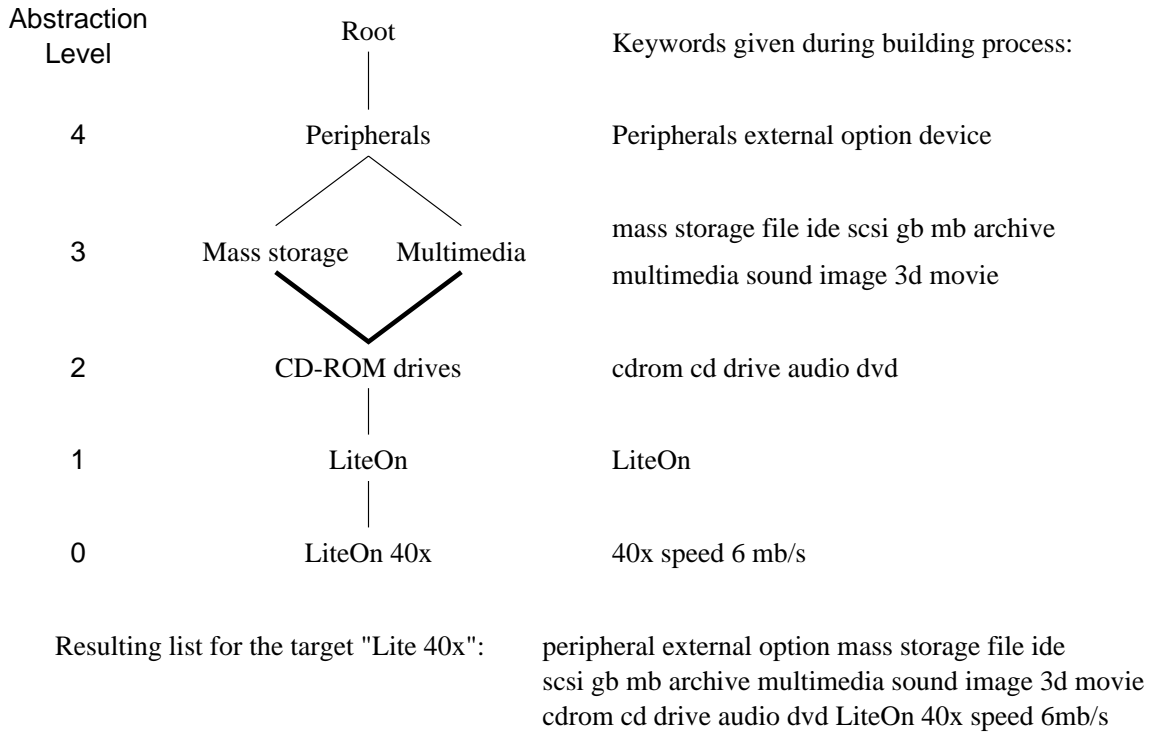 Abstraction
Level
Root
Keywords given during building process:
4
Peripherals
Peripherals external option device
3
Mass storage
Multimedia
mass storage file ide scsi gb mb archive
multimedia sound image 3d movie
2
CD-ROM drives
cdrom cd drive audio dvd
1
LiteOn
LiteOn
0
LiteOn 40x
40x speed 6 mb/s
Resulting list for the target "Lite 40x":
peripheral external option mass storage file ide
scsi gb mb archive multimedia sound image 3d movie
cdrom cd drive audio dvd LiteOn 40x speed 6mb/s